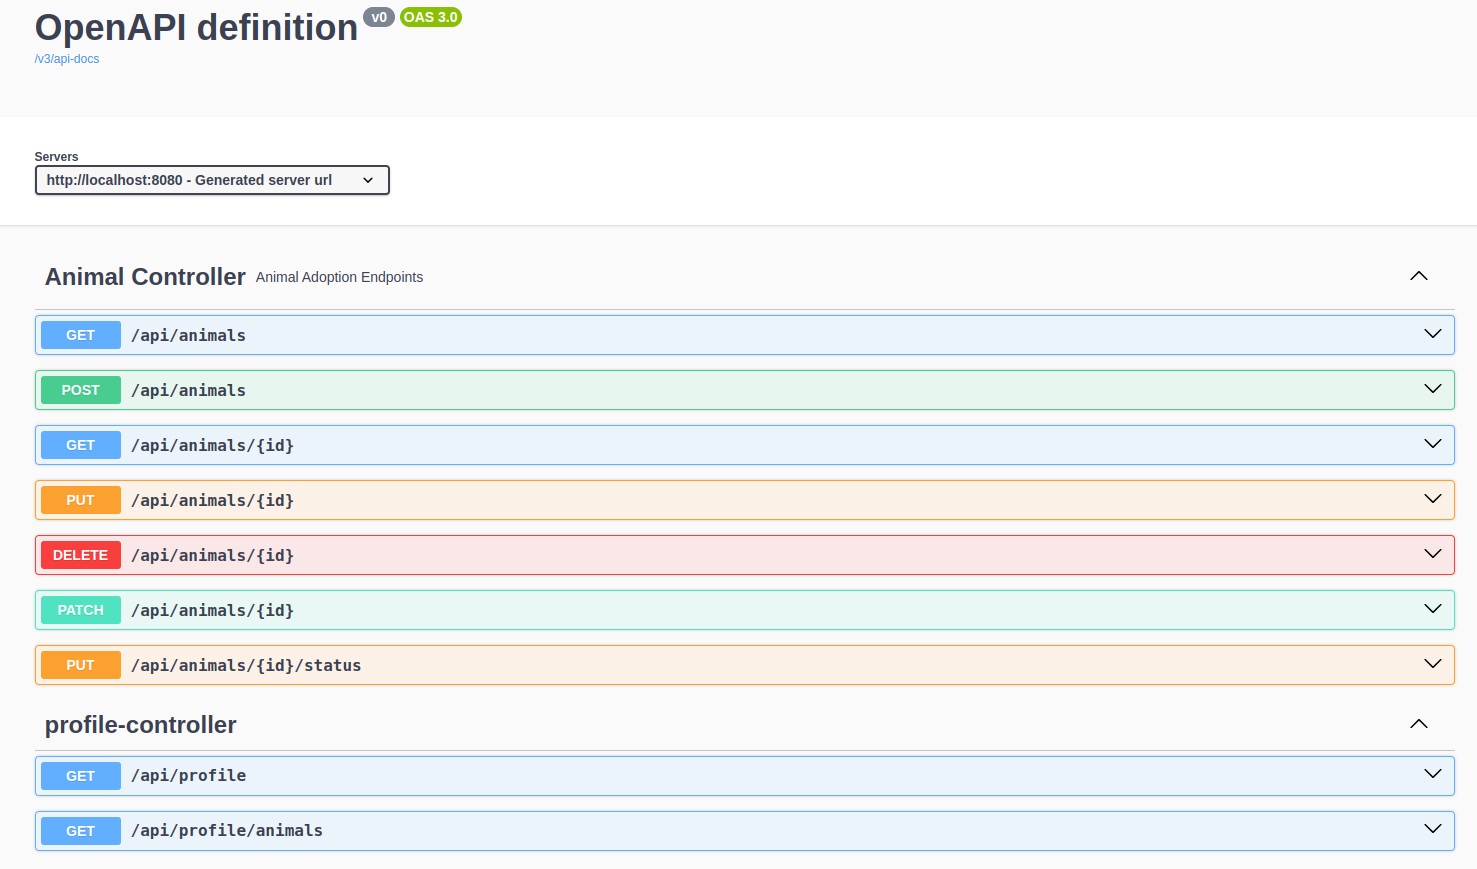 OpenAPI definition v0 OAS 3.0
/v3/api-docs
Servers
http://localhost:8080 - Generated server url
Animal Controller Animal Adoption Endpoints
GET /api/animals
POST /api/animals
GET /api/animals/{id}
PUT /api/animals/{id}
DELETE /api/animals/{id}
PATCH /api/animals/{id}
PUT /api/animals/{id}/status
profile-controller
GET /api/profile
GET /api/profile/animals